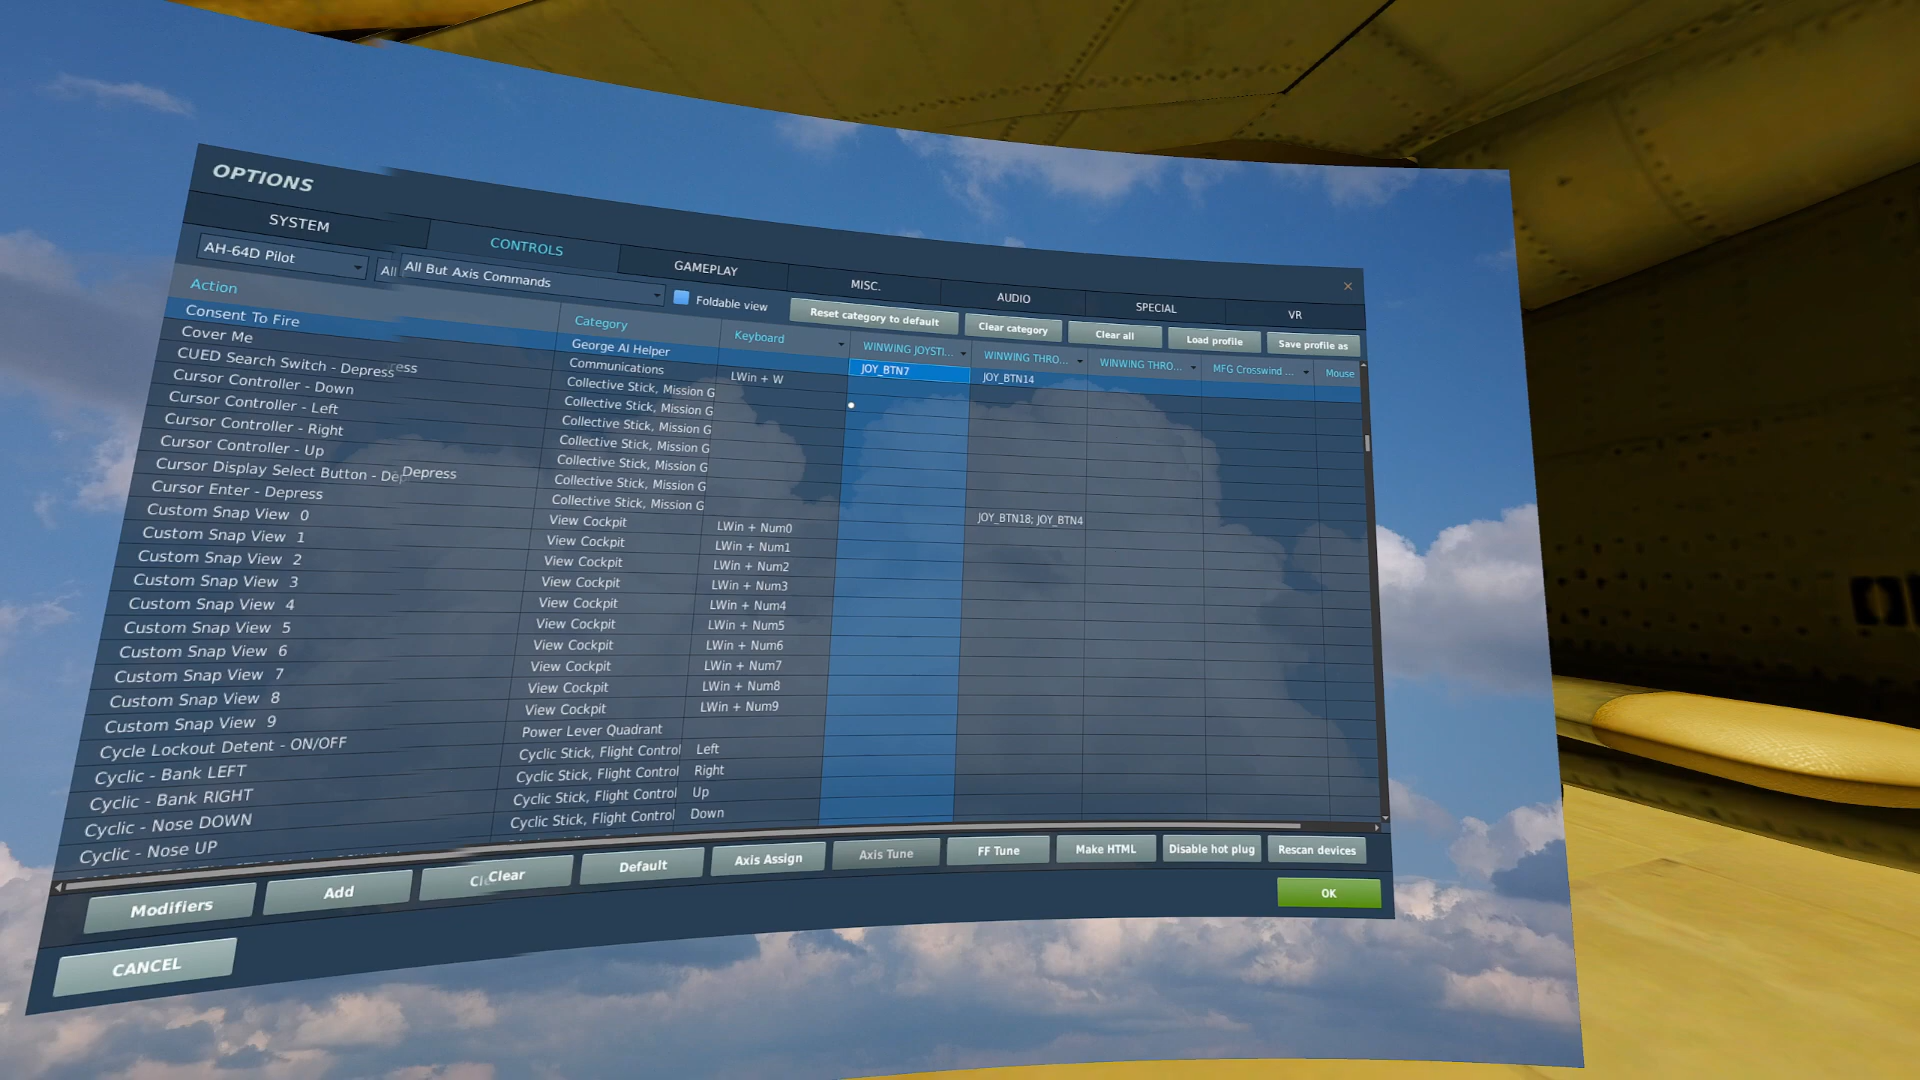 OPTIONS
SYSTEM CONTROLS GAMEPLAY MISC. AUDIO SPECIAL VR
AH-64D Pilot All But Axis Commands Foldable view Reset category to default Clear category Clear all Load profile Save profile as
Action Category Keyboard WINWING JOYSTI... WINWING THRO... WINWING THRO... MFG Crosswind ... Mouse
Consent To Fire George AI Helper JOY_BTN7 JOY_BTN14
Cover Me Communications LWin + W
CUED Search Switch - Depress Collective Stick, Mission G
Cursor Controller - Down Collective Stick, Mission G
Cursor Controller - Left Collective Stick, Mission G
Cursor Controller - Right Collective Stick, Mission G
Cursor Controller - Up Collective Stick, Mission G
Cursor Display Select Button - Depress Collective Stick, Mission G
Cursor Enter - Depress Collective Stick, Mission G
Custom Snap View 0 View Cockpit LWin + Num0 JOY_BTN18; JOY_BTN4
Custom Snap View 1 View Cockpit LWin + Num1
Custom Snap View 2 View Cockpit LWin + Num2
Custom Snap View 3 View Cockpit LWin + Num3
Custom Snap View 4 View Cockpit LWin + Num4
Custom Snap View 5 View Cockpit LWin + Num5
Custom Snap View 6 View Cockpit LWin + Num6
Custom Snap View 7 View Cockpit LWin + Num7
Custom Snap View 8 View Cockpit LWin + Num8
Custom Snap View 9 View Cockpit LWin + Num9
Cycle Lockout Detent - ON/OFF Power Lever Quadrant
Cyclic - Bank LEFT Cyclic Stick, Flight Control Left
Cyclic - Bank RIGHT Cyclic Stick, Flight Control Right
Cyclic - Nose DOWN Cyclic Stick, Flight Control Up
Cyclic - Nose UP Cyclic Stick, Flight Control Down
Modifiers Add Clear Default Axis Assign Axis Tune FF Tune Make HTML Disable hot plug Rescan devices
CANCEL OK